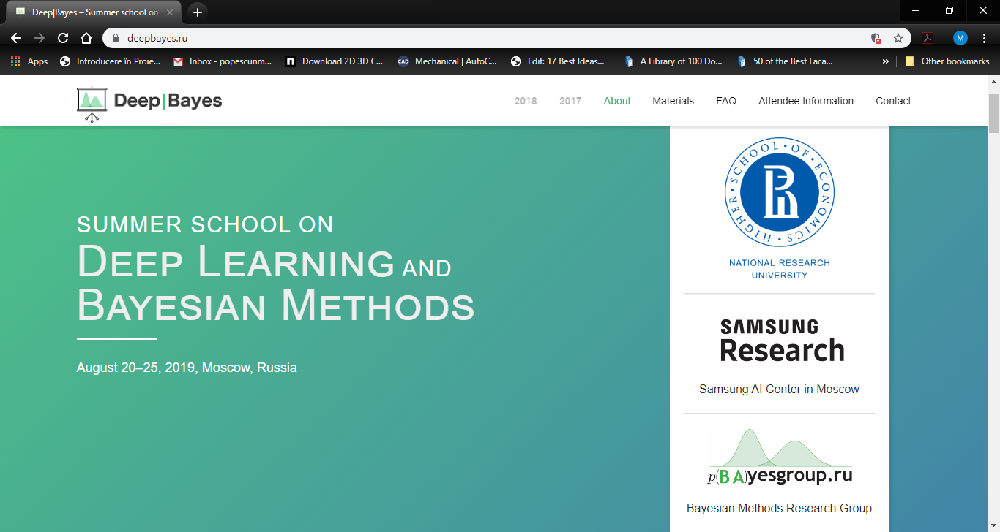 Deep|Bayes – Summer school on
deepbayes.ru
M
Apps
Introducere în Proie...
Inbox - popescunm...
n
Download 2D 3D C...
CAD
Mechanical | AutoC...
Edit: 17 Best Ideas...
A Library of 100 Do...
50 of the Best Faca...
»
Other bookmarks
Deep|Bayes
2018
2017
About
Materials
FAQ
Attendee Information
Contact
SUMMER SCHOOL ON
DEEP LEARNING AND
BAYESIAN METHODS
August 20–25, 2019, Moscow, Russia
HIGHER · SCHOOL · OF · ECONOMICS ·
NATIONAL RESEARCH
UNIVERSITY
SAMSUNG
Research
Samsung AI Center in Moscow
p(B|A)yesgroup.ru
Bayesian Methods Research Group